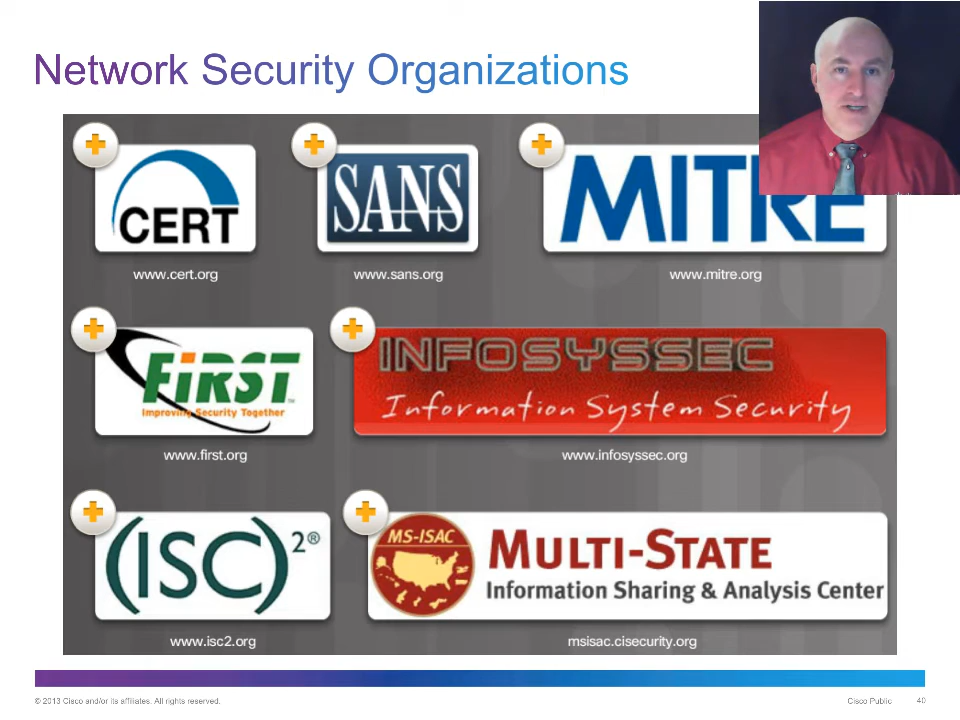 Network Security Organizations
CERT
SANS
MITRE
www.cert.org
www.sans.org
www.mitre.org
FIRST™
Improving Security Together
INFOSYSSEC
Information System Security
www.first.org
www.infosyssec.org
(ISC)²®
MS-ISAC
MULTI-STATE
Information Sharing & Analysis Center
www.isc2.org
msisac.cisecurity.org
© 2013 Cisco and/or its affiliates. All rights reserved.
Cisco Public
40